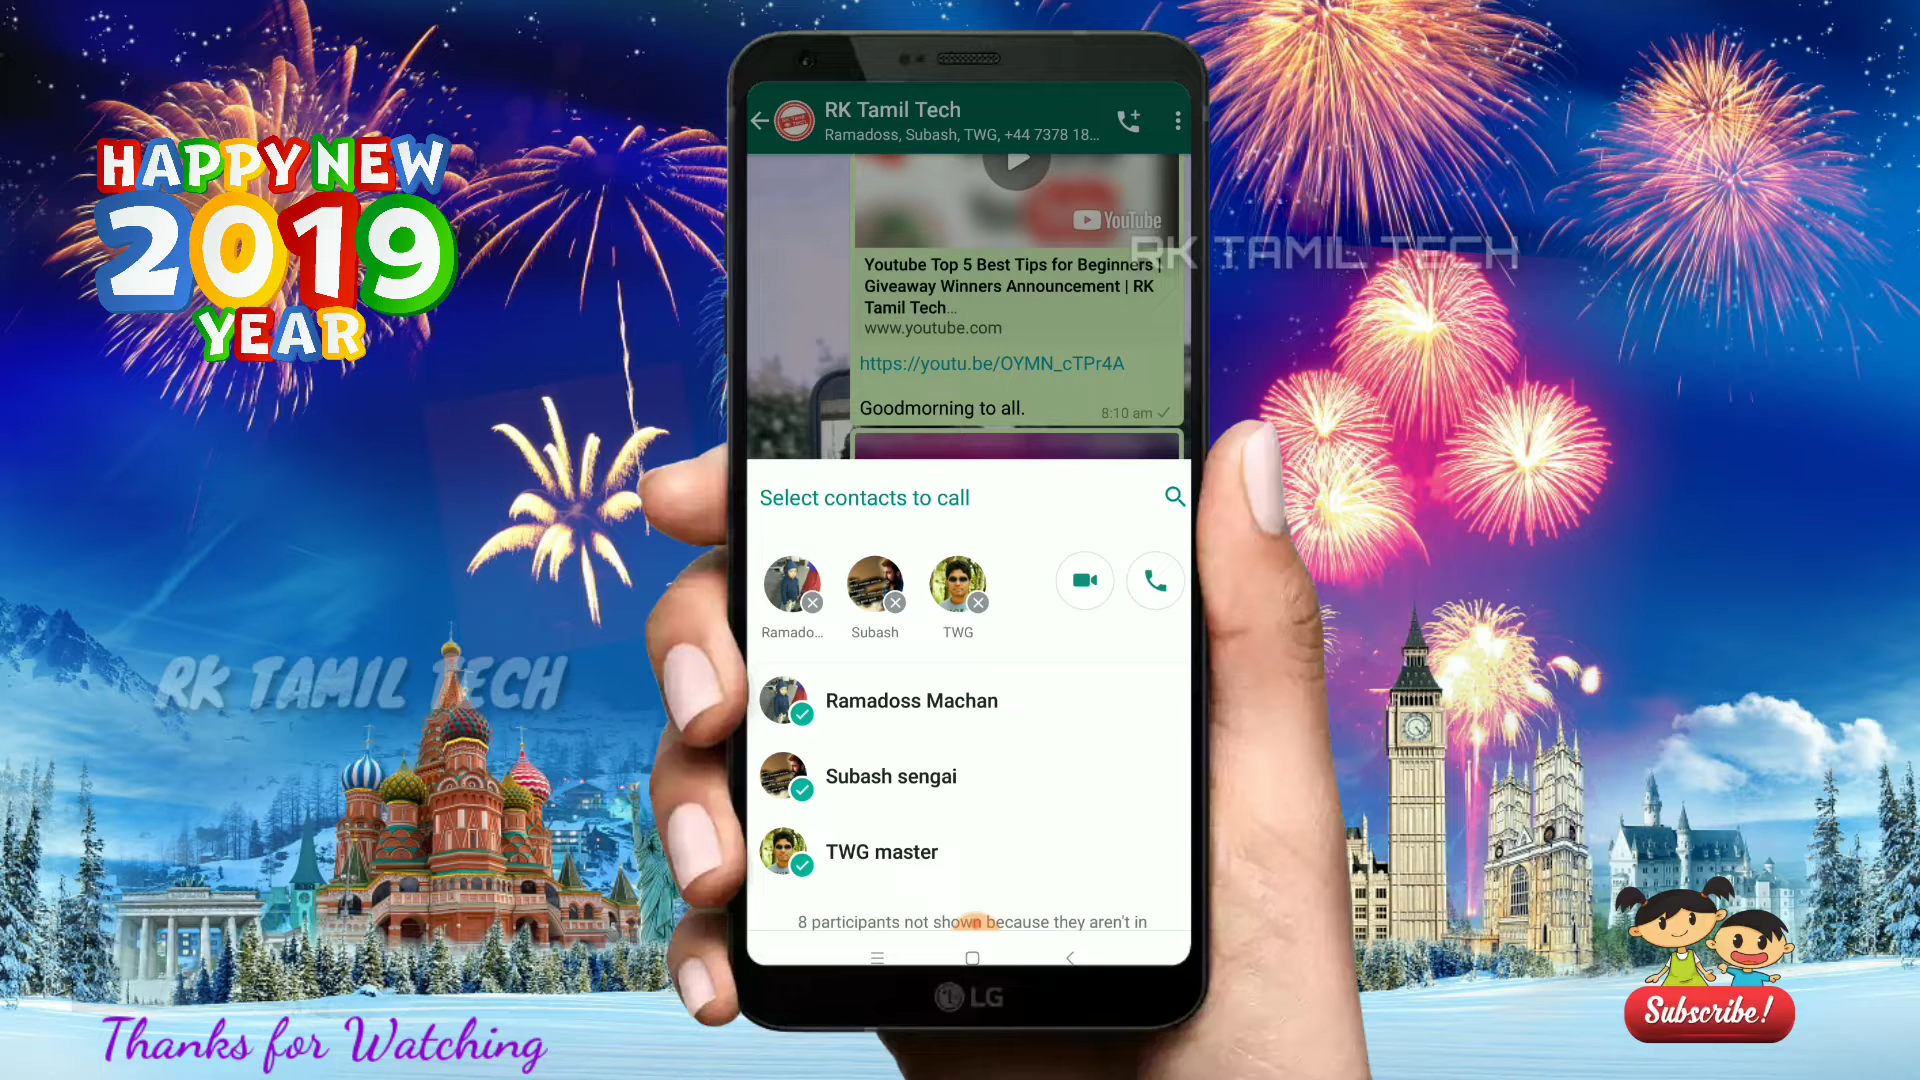 HAPPY NEW
2019
YEAR
RK TAMIL TECH
Thanks for Watching
RK Tamil Tech
Ramadoss, Subash, TWG, +44 7378 18...
YouTube
RK TAMIL TECH
Youtube Top 5 Best Tips for Beginners |
Giveaway Winners Announcement | RK
Tamil Tech...
www.youtube.com
https://youtu.be/OYMN_cTPr4A
Goodmorning to all.
8:10 am
Select contacts to call
Ramado...
Subash
TWG
Ramadoss Machan
Subash sengai
TWG master
8 participants not shown because they aren't in
LG
Subscribe!